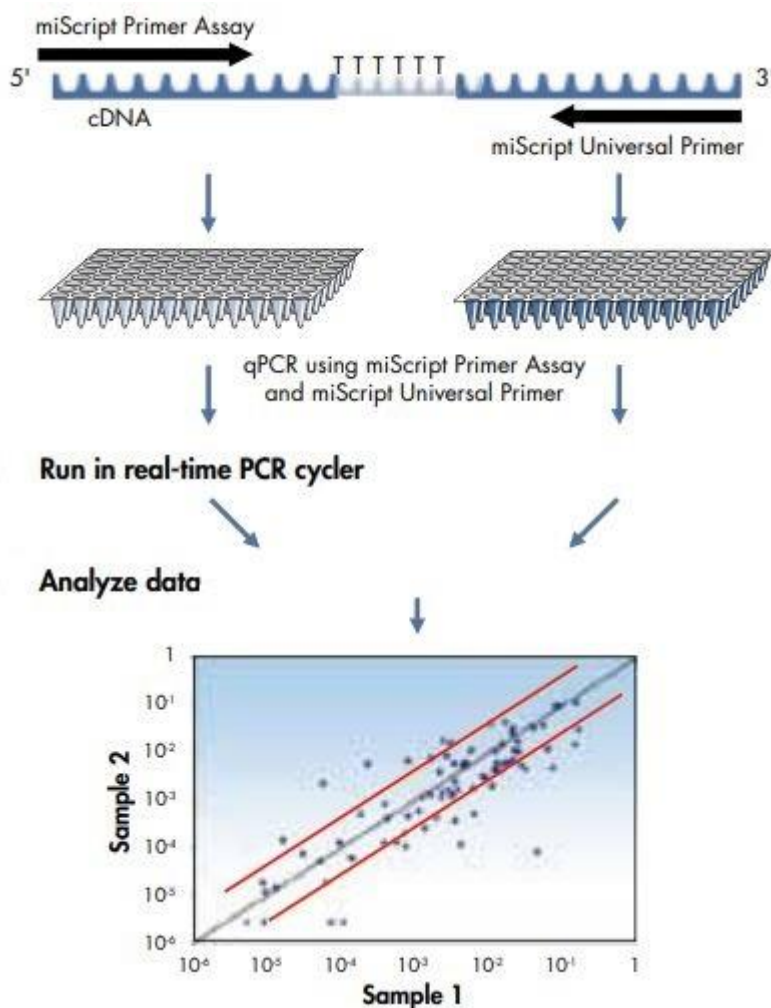 miScript Primer Assay
T T T T T T
5'
3
cDNA
miScript Universal Primer
qPCR using miScript Primer Assay
and miScript Universal Primer
Run in real-time PCR cycler
Analyze data
1
10-1
10-2
10-3
10-4
10-5
10-6
Sample 2
10-6
10-5
10-4
10-3
10-2
10-1
1
Sample 1